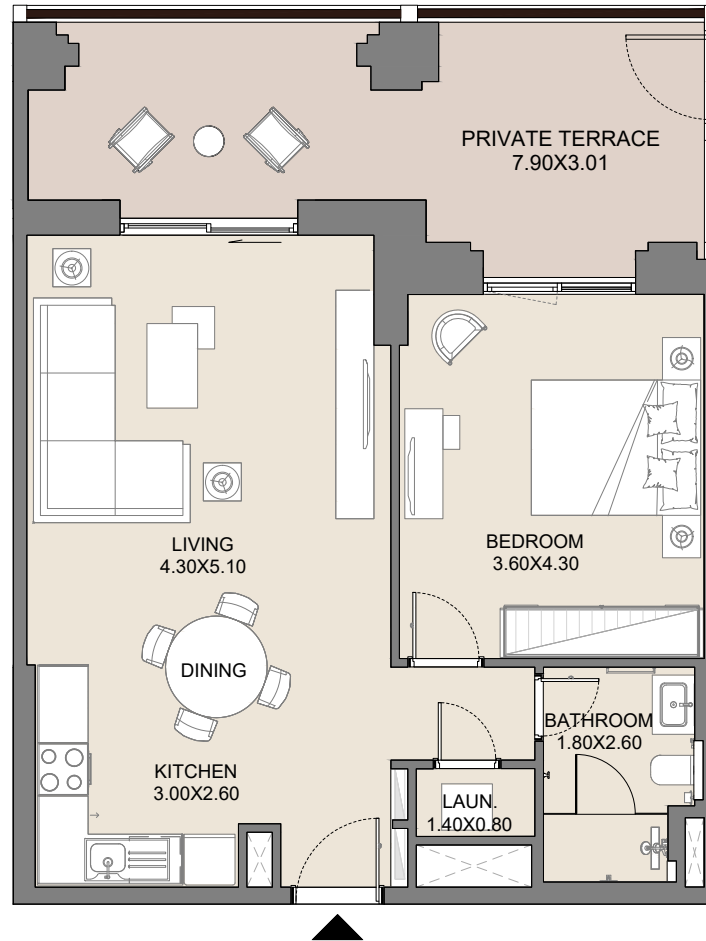 PRIVATE TERRACE
7.90X3.01
LIVING
4.30X5.10
BEDROOM
3.60X4.30
DINING
BATHROOM
1.80X2.60
KITCHEN
3.00X2.60
LAUN.
1.40X0.80